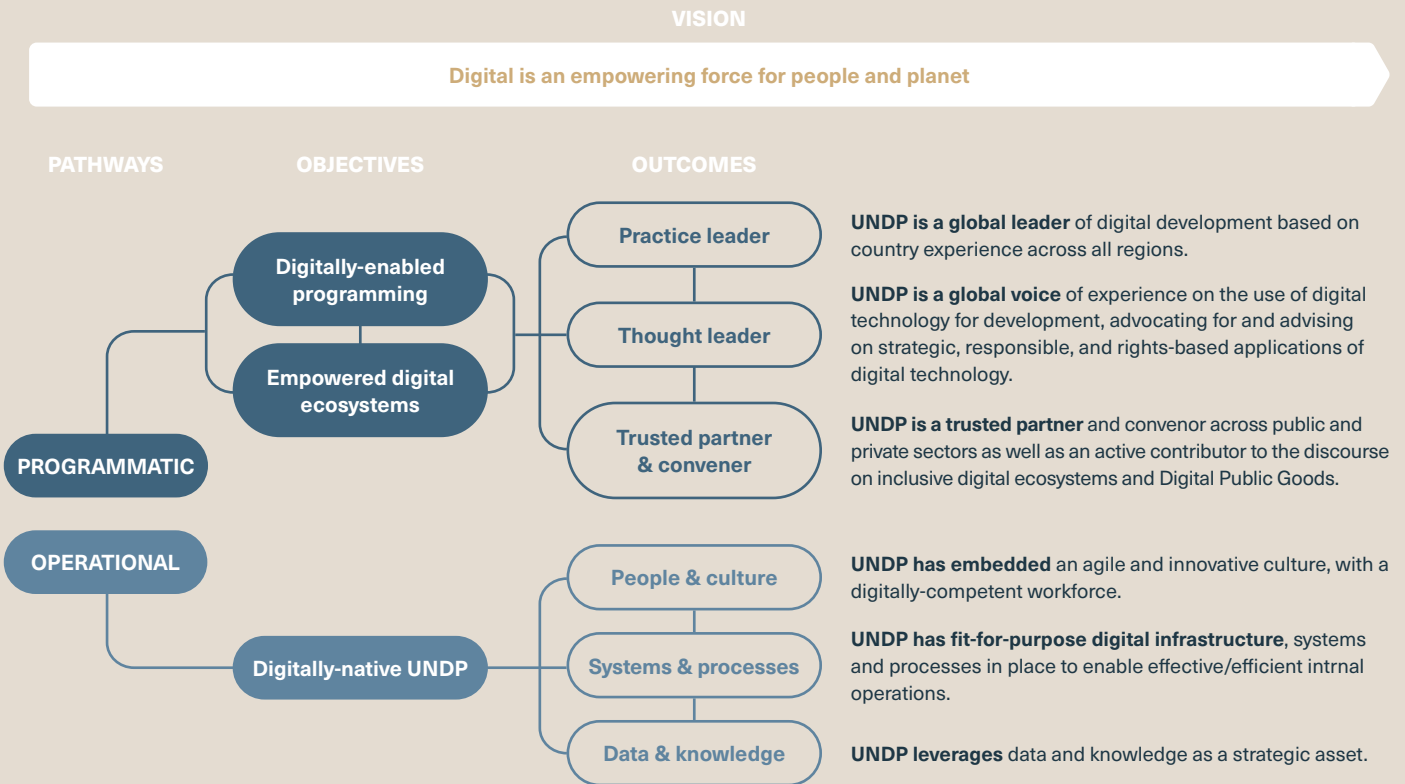 VISION
Digital is an empowering force for people and planet
PATHWAYS
OBJECTIVES
OUTCOMES
PROGRAMMATIC
Digitally-enabled
programming
Empowered digital
ecosystems
Practice leader
UNDP is a global leader of digital development based on
country experience across all regions.
Thought leader
UNDP is a global voice of experience on the use of digital
technology for development, advocating for and advising
on strategic, responsible, and rights-based applications of
digital technology.
Trusted partner
& convener
UNDP is a trusted partner and convenor across public and
private sectors as well as an active contributor to the discourse
on inclusive digital ecosystems and Digital Public Goods.
OPERATIONAL
Digitally-native UNDP
People & culture
UNDP has embedded an agile and innovative culture, with a
digitally-competent workforce.
Systems & processes
UNDP has fit-for-purpose digital infrastructure, systems
and processes in place to enable effective/efficient intrnal
operations.
Data & knowledge
UNDP leverages data and knowledge as a strategic asset.